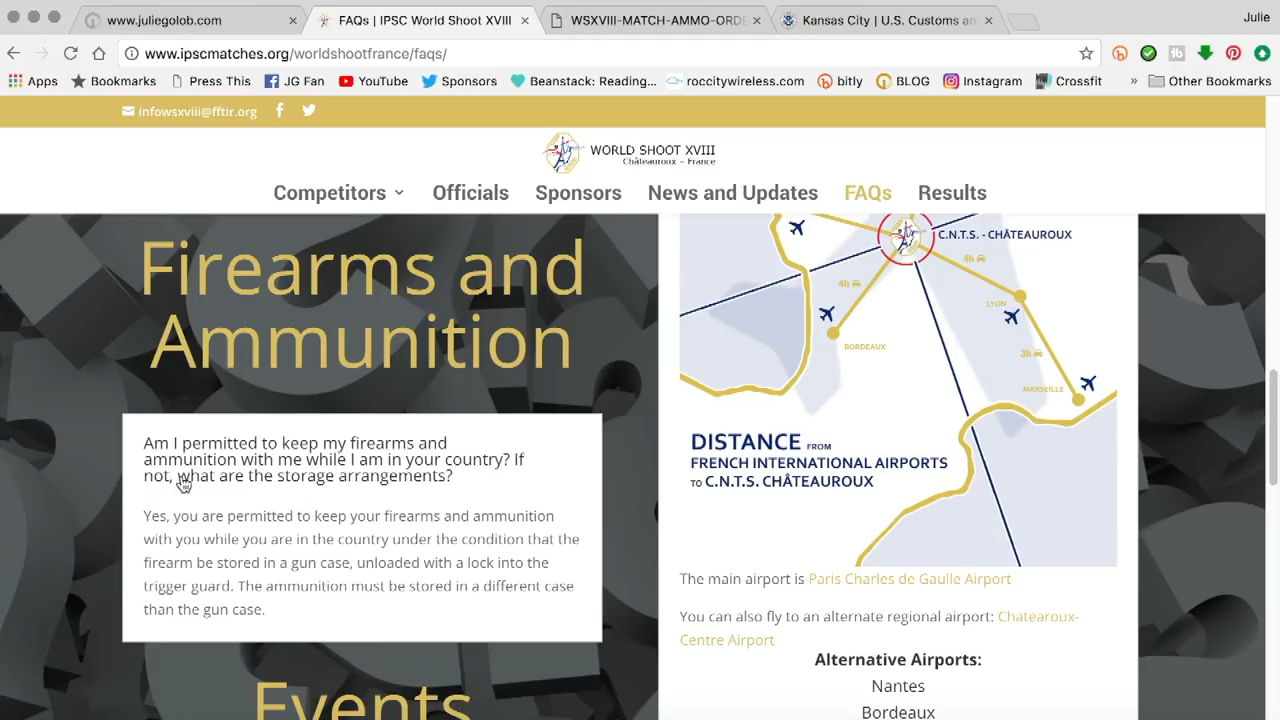 www.juliegolob.com
FAQs | IPSC World Shoot XVIII
WSXVIII-MATCH-AMMO-ORDE
Kansas City | U.S. Customs an
Julie
www.ipscmatches.org/worldshootfrance/faqs/
Apps
Bookmarks
Press This
JG Fan
YouTube
Sponsors
Beanstack: Reading...
roccitywireless.com
bitly
BLOG
Instagram
Crossfit
»
Other Bookmarks
infowsxviii@fftir.org
WORLD SHOOT XVIII
Châteauroux – France
Competitors
Officials
Sponsors
News and Updates
FAQs
Results
Firearms and
Ammunition
Am I permitted to keep my firearms and
ammunition with me while I am in your country? If
not, what are the storage arrangements?
Yes, you are permitted to keep your firearms and ammunition
with you while you are in the country under the condition that the
firearm be stored in a gun case, unloaded with a lock into the
trigger guard. The ammunition must be stored in a different case
than the gun case.
Events
C.N.T.S. - CHÂTEAUROUX
4h
4h
LYON
BORDEAUX
3h
MARSEILLE
DISTANCE FROM
FRENCH INTERNATIONAL AIRPORTS
TO C.N.T.S. CHÂTEAUROUX
The main airport is Paris Charles de Gaulle Airport
You can also fly to an alternate regional airport: Chatearoux-
Centre Airport
Alternative Airports:
Nantes
Bordeaux